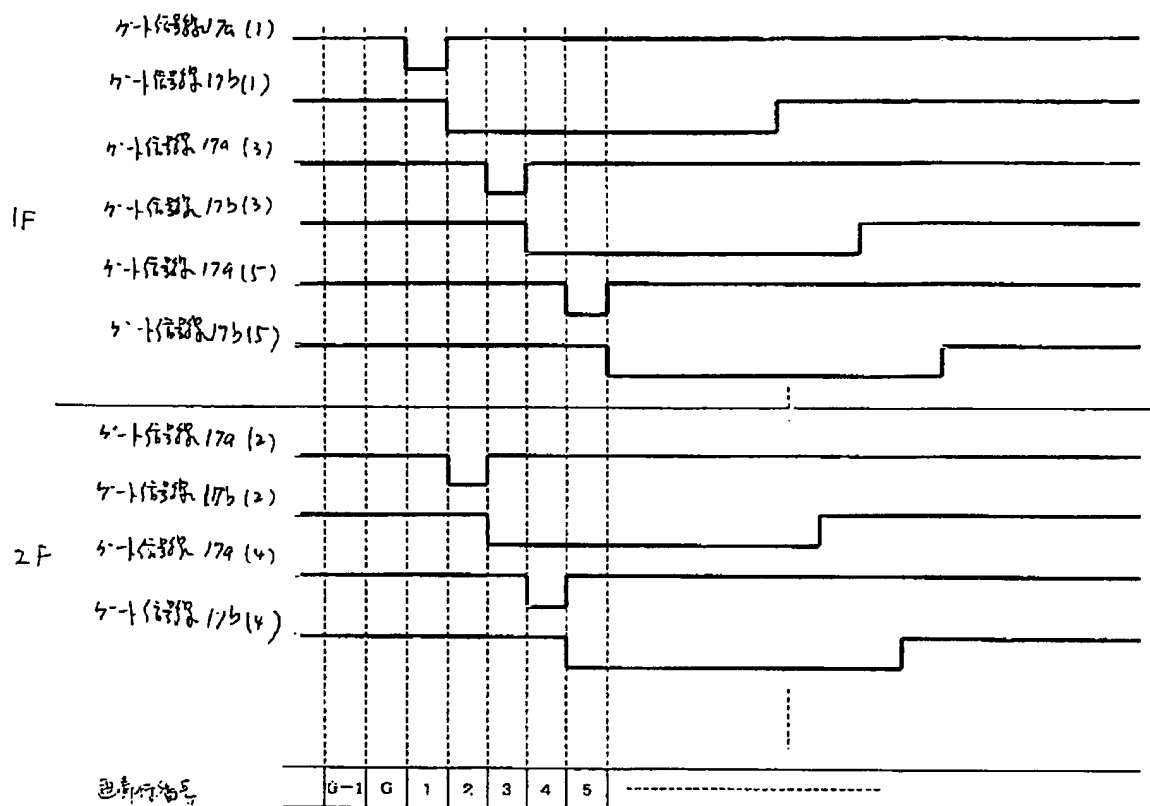 ゲート信号線17a(1)
ゲート信号線17b(1)
ゲート信号線17a(3)
ゲート信号線17b(3)
ゲート信号線17a(5)
ゲート信号線17b(5)
1F
ゲート信号線17a(2)
ゲート信号線17b(2)
ゲート信号線17a(4)
ゲート信号線17b(4)
2F
画素行番号 G-1 G 1 2 3 4 5